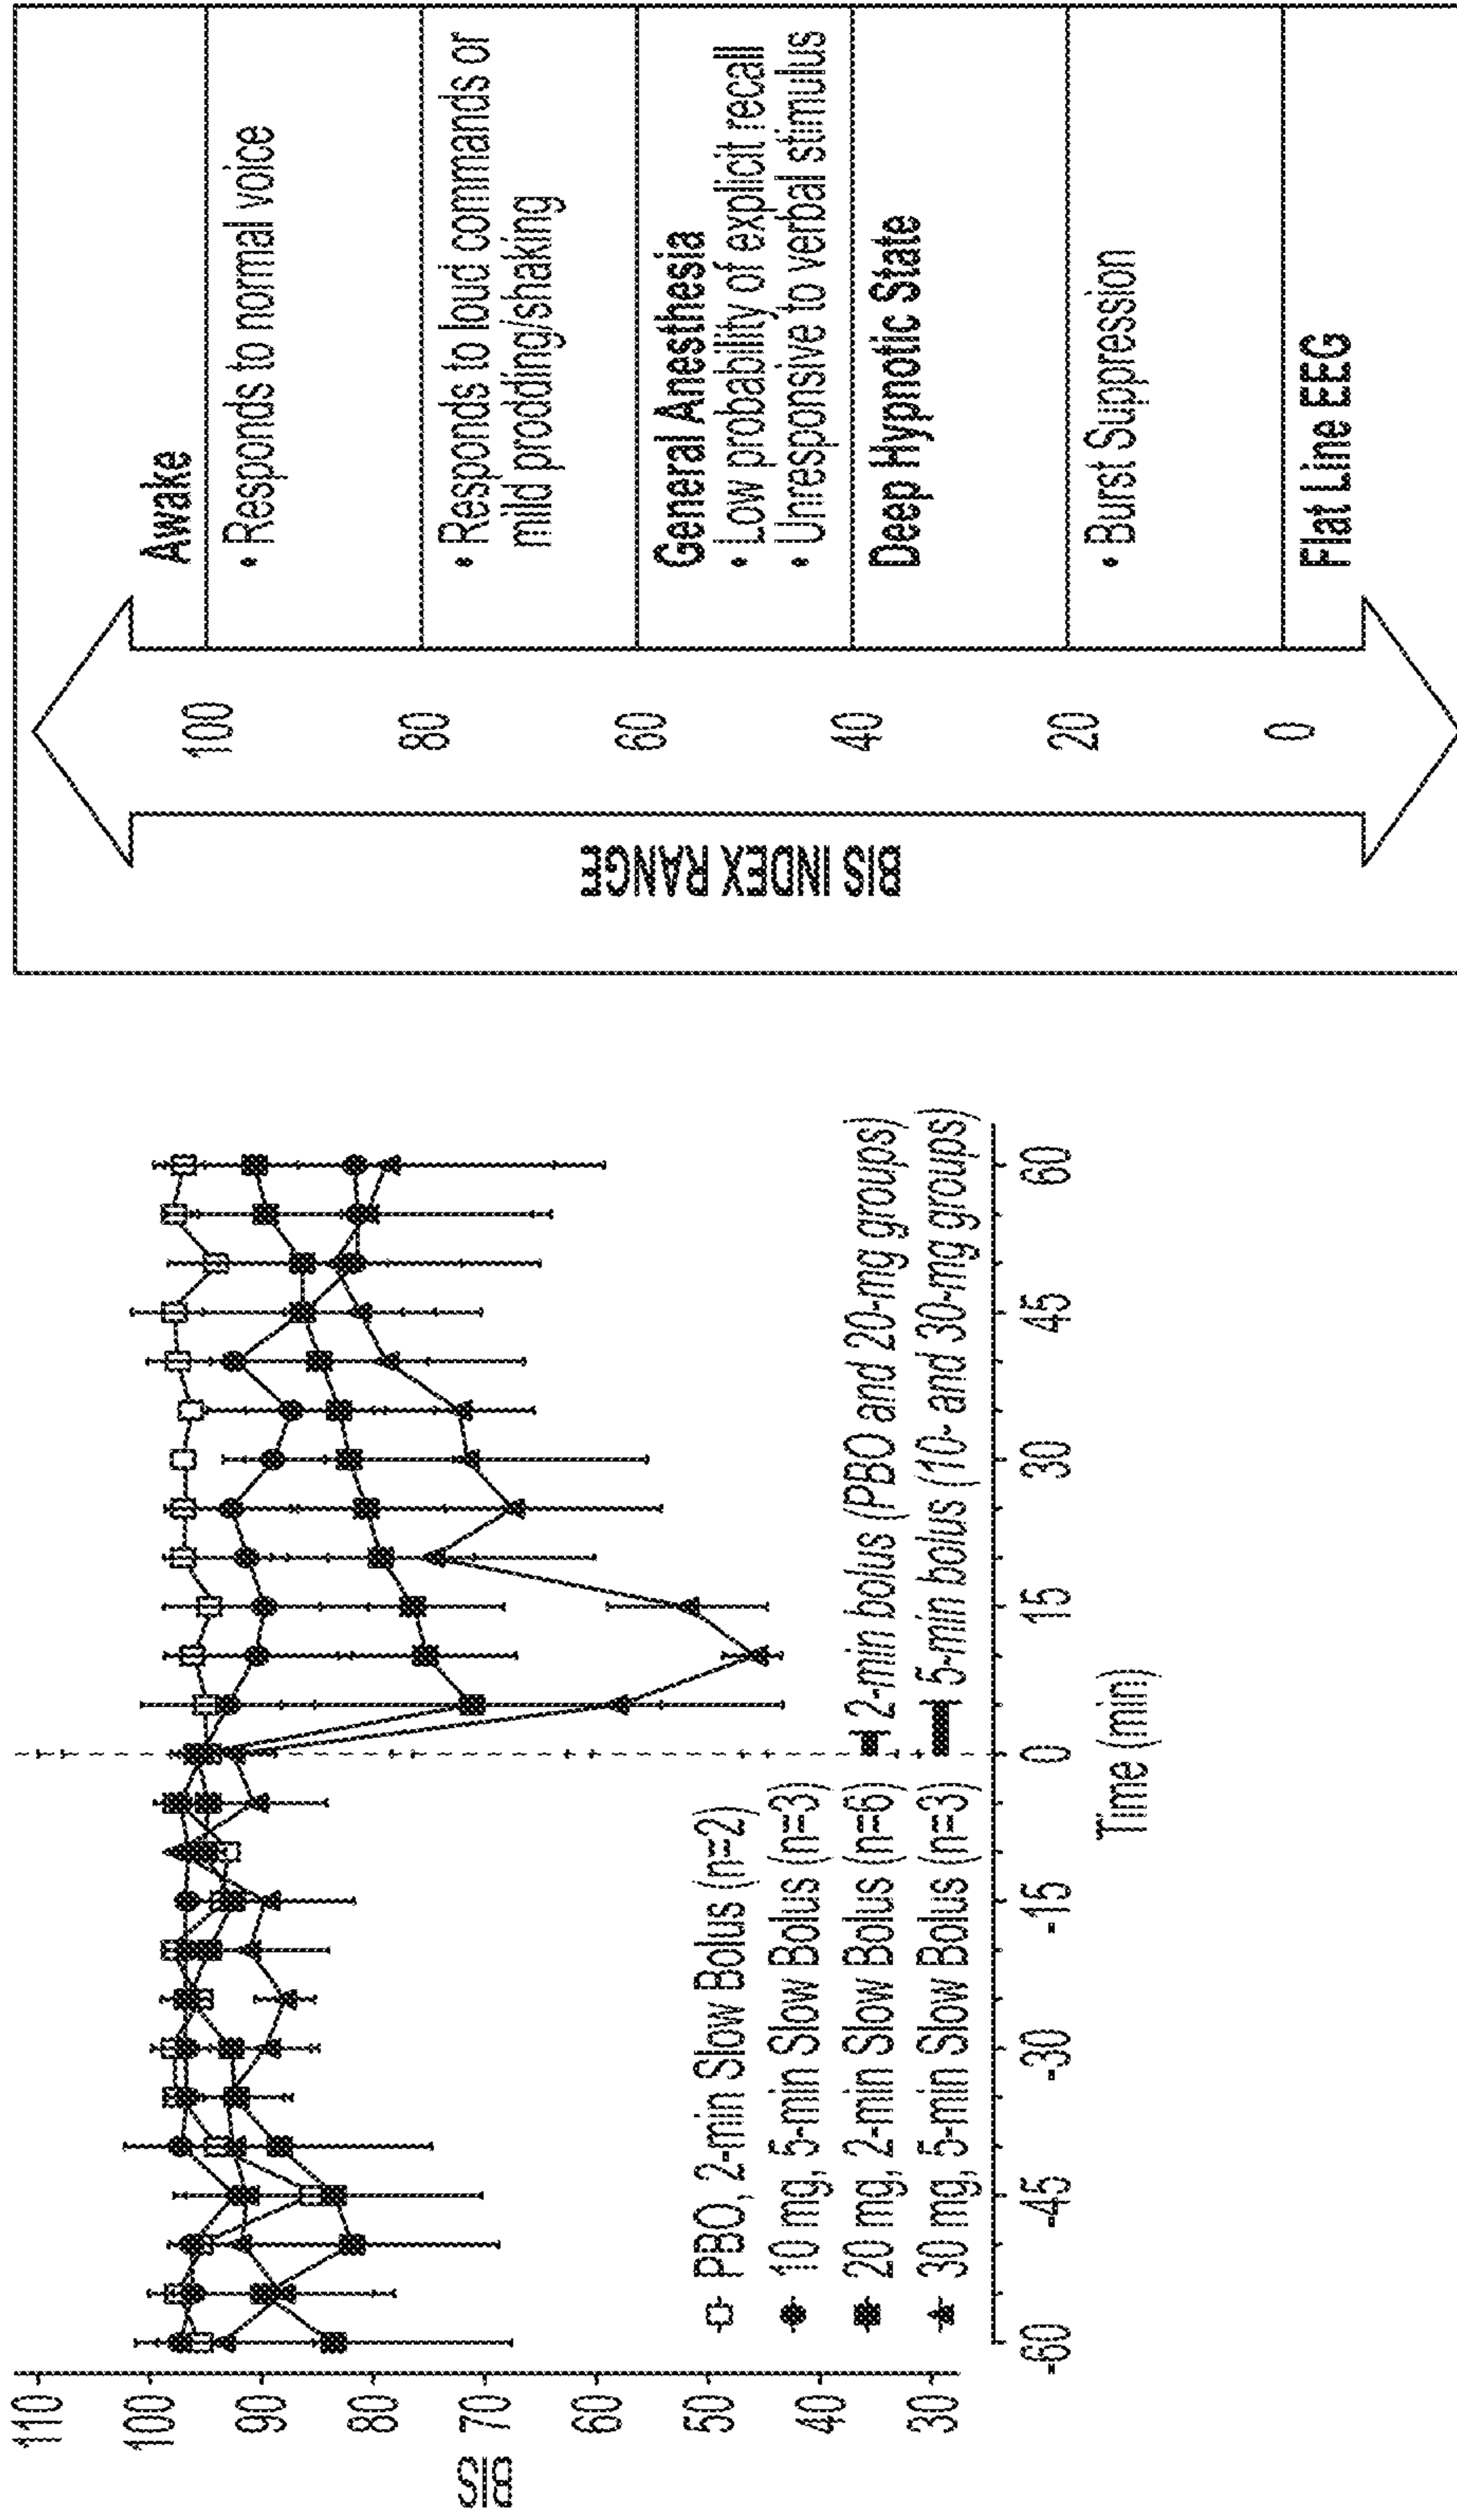 BIS
110
100
90
80
70
60
50
40
30
PBO, 2-min Slow Bolus (n=2)
10 mg, 5-min Slow Bolus (n=3)
20 mg, 2-min Slow Bolus (n=6)
30 mg, 5-min Slow Bolus (n=3)
2-min bolus (PBO and 20-mg groups)
5-min bolus (10- and 30-mg groups)
-60
-45
-30
-15
0
15
30
45
60
Time (min)
BIS INDEX RANGE
100
80
60
40
20
0
Awake
• Responds to normal voice
• Responds to loud commands or
mild prodding/shaking
General Anesthesia
• Low probability of explicit recall
• Unresponsive to verbal stimulus
Deep Hypnotic State
• Burst Suppression
Flat Line EEG